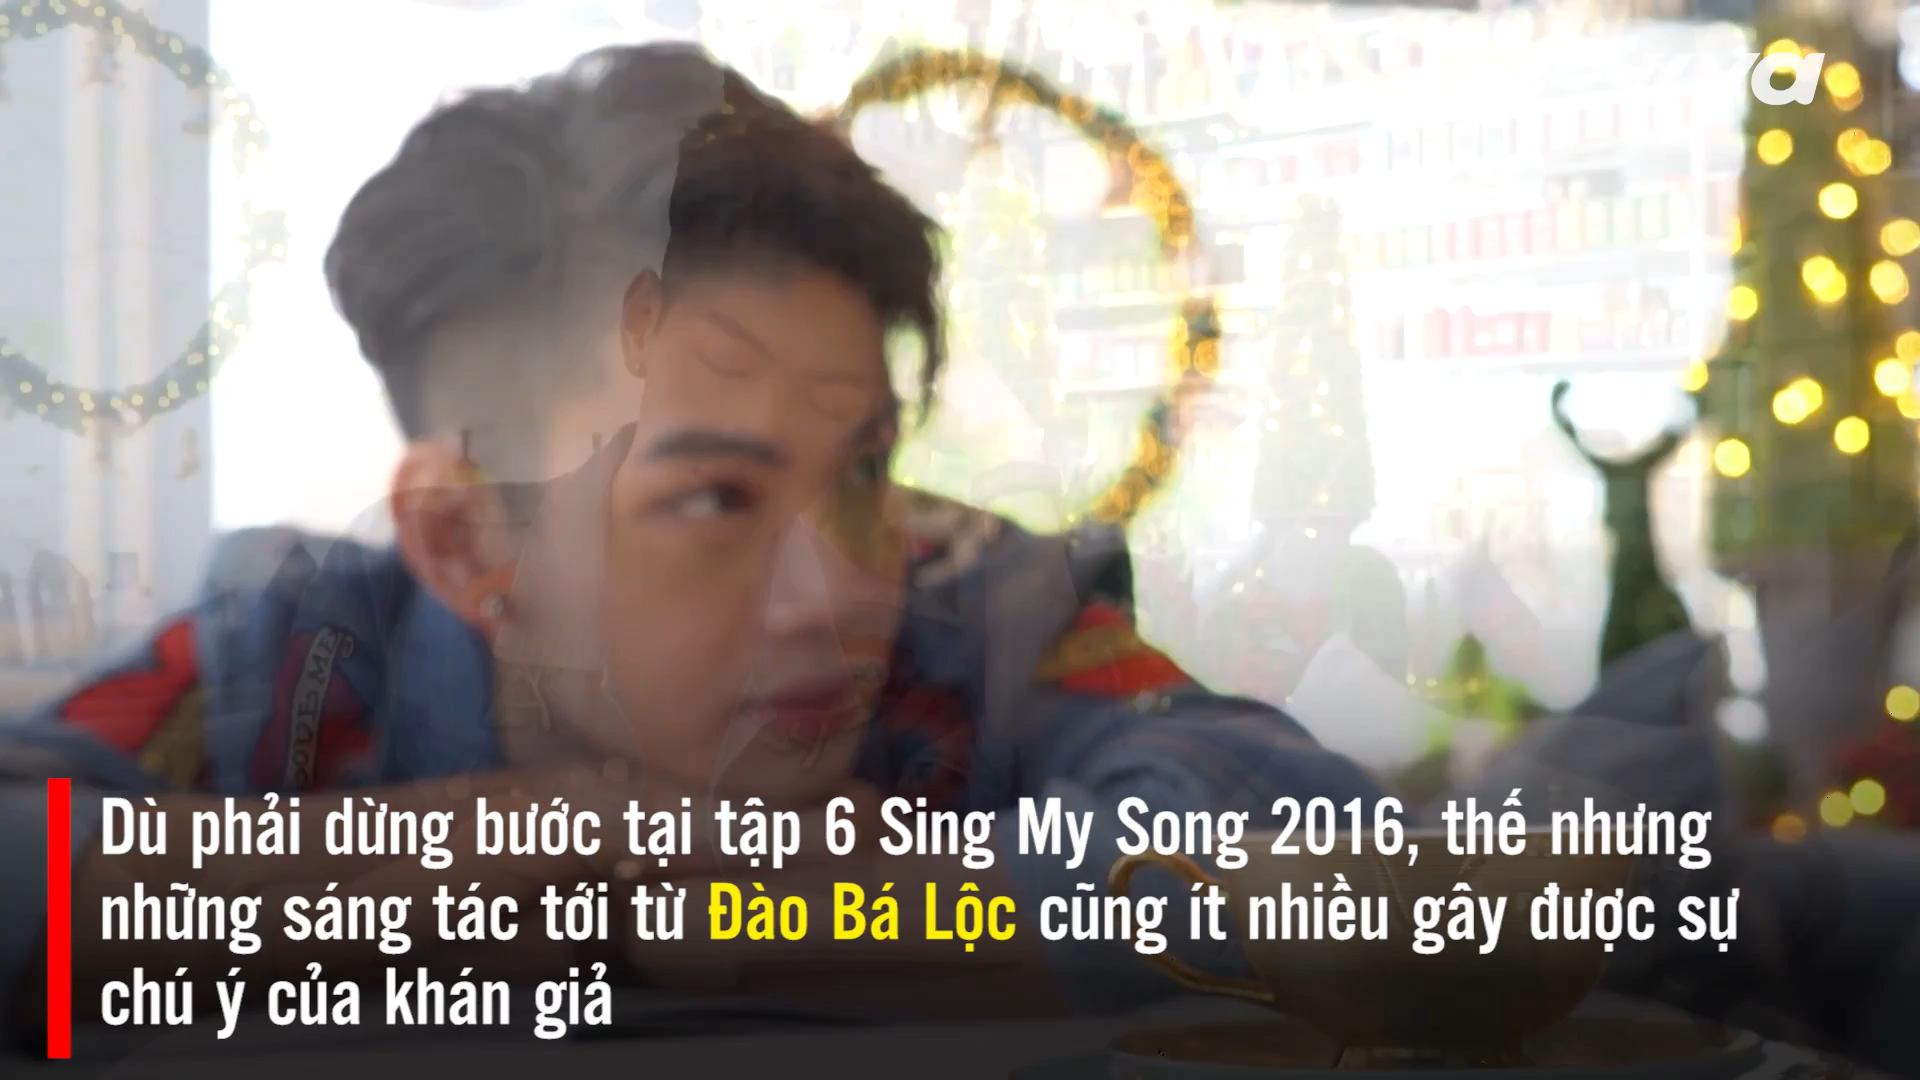 Dù phải dừng bước tại tập 6 Sing My Song 2016, thế nhưng
những sáng tác tới từ Đào Bá Lộc cũng ít nhiều gây được sự
chú ý của khán giả